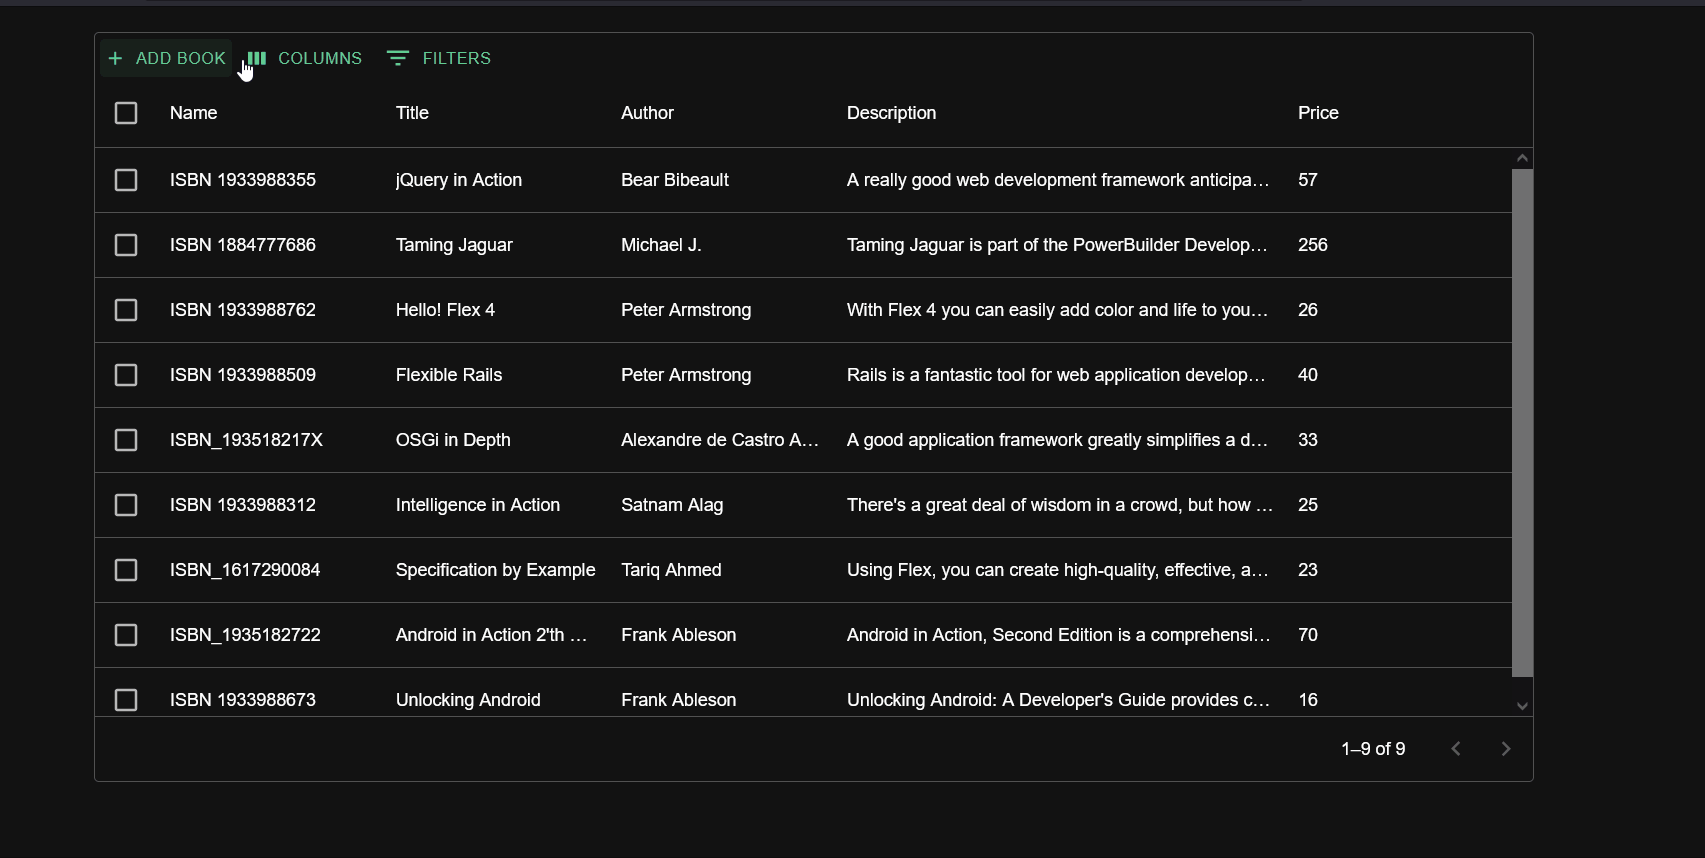 ADD BOOK COLUMNS FILTERS
Name Title Author Description Price
ISBN 1933988355 jQuery in Action Bear Bibeault A really good web development framework anticipa... 57
ISBN 1884777686 Taming Jaguar Michael J. Taming Jaguar is part of the PowerBuilder Develop... 256
ISBN 1933988762 Hello! Flex 4 Peter Armstrong With Flex 4 you can easily add color and life to you... 26
ISBN 1933988509 Flexible Rails Peter Armstrong Rails is a fantastic tool for web application develop... 40
ISBN_193518217X OSGi in Depth Alexandre de Castro A... A good application framework greatly simplifies a d... 33
ISBN 1933988312 Intelligence in Action Satnam Alag There's a great deal of wisdom in a crowd, but how ... 25
ISBN_1617290084 Specification by Example Tariq Ahmed Using Flex, you can create high-quality, effective, a... 23
ISBN_1935182722 Android in Action 2'th ... Frank Ableson Android in Action, Second Edition is a comprehensi... 70
ISBN 1933988673 Unlocking Android Frank Ableson Unlocking Android: A Developer's Guide provides c... 16
1–9 of 9